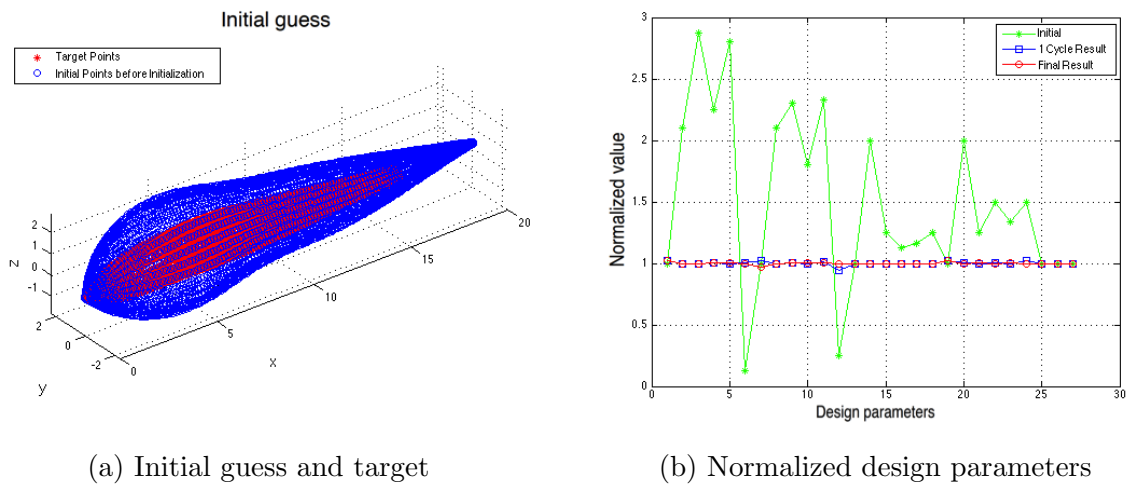 Initial guess
Target Points
Initial Points before Initialization
2
1
0
-1
z
2
0
-2
y
0
5
10
15
20
x
(a) Initial guess and target
3
2.5
2
1.5
1
0.5
0
Normalized value
Initial
1 Cycle Result
Final Result
0
5
10
15
20
25
30
Design parameters
(b) Normalized design parameters